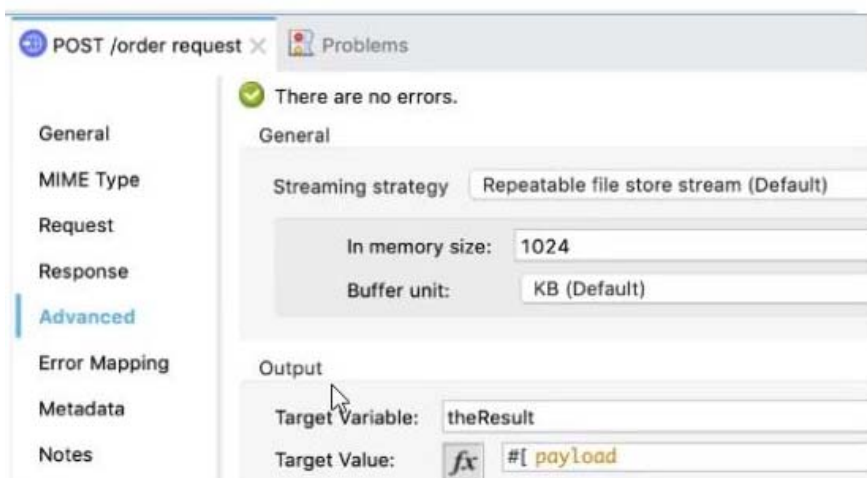 POST /order request
Problems
There are no errors.
General
MIME Type
Request
Response
Advanced
Error Mapping
Metadata
Notes
General
Streaming strategy Repeatable file store stream (Default)
In memory size: 1024
Buffer unit: KB (Default)
Output
Target Variable: theResult
Target Value: fx #[ payload